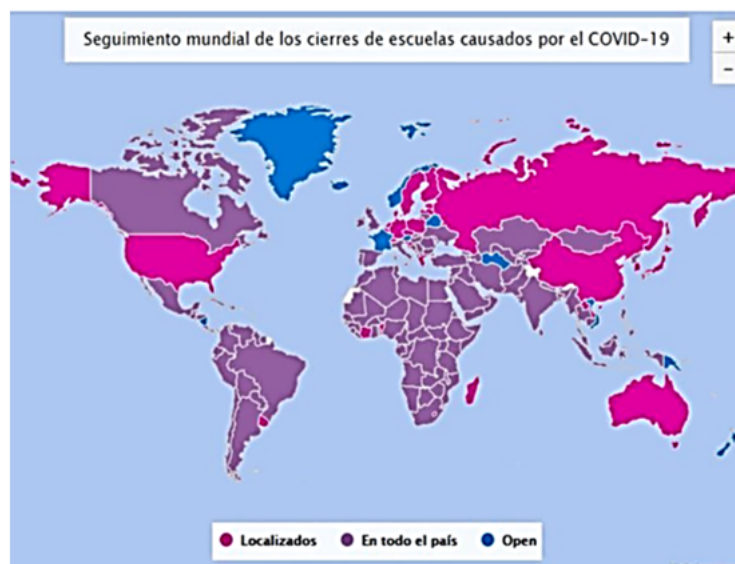 Seguimiento mundial de los cierres de escuelas causados por el COVID-19
+
-
Localizados En todo el país Open